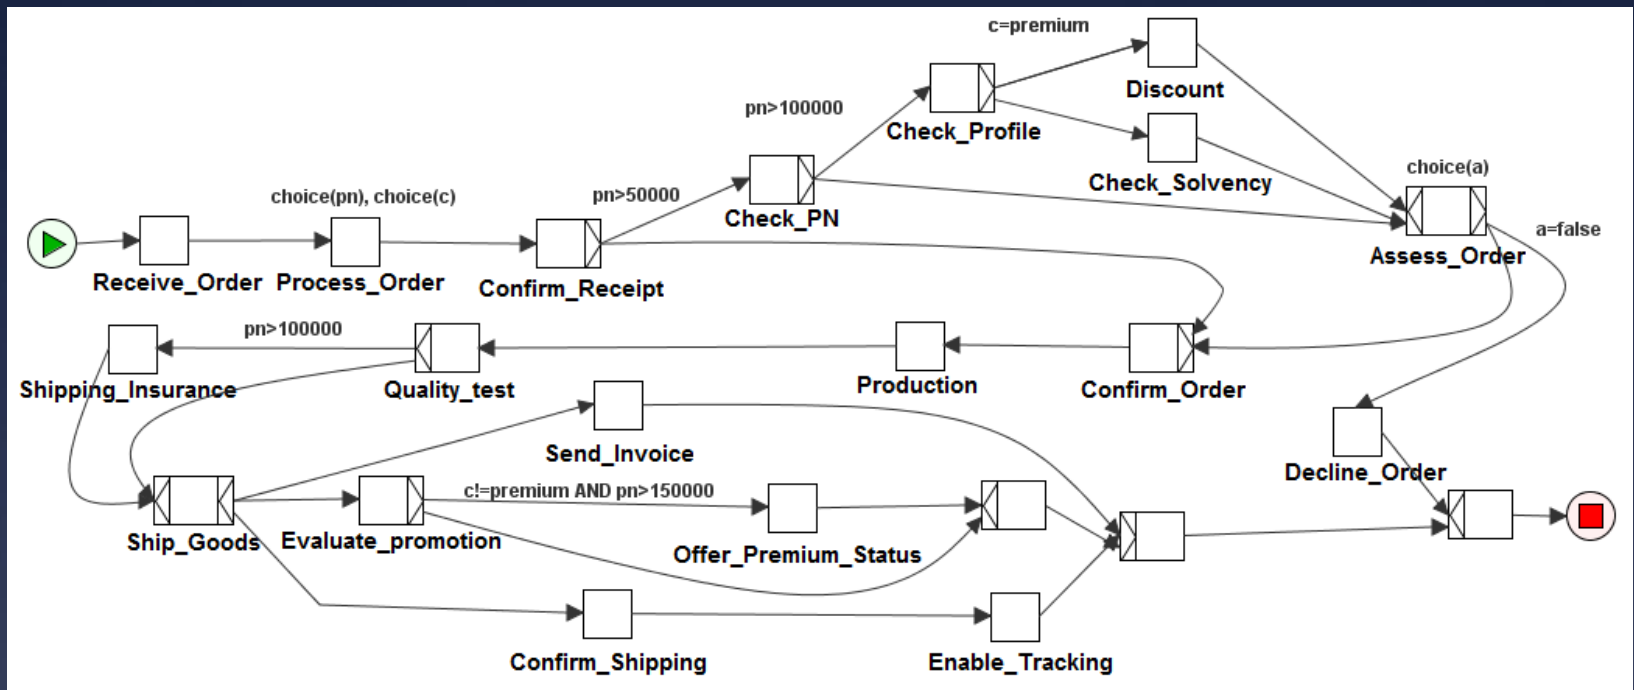 c=premium
Discount
pn>100000
Check_Profile
Check_Solvency
choice(a)
pn>50000
Check_PN
choice(pn), choice(c)
a=false
Assess_Order
Receive_Order
Process_Order
Confirm_Receipt
pn>100000
Shipping_Insurance
Quality_test
Production
Confirm_Order
Send_Invoice
Decline_Order
c!=premium AND pn>150000
Ship_Goods
Evaluate_promotion
Offer_Premium_Status
Confirm_Shipping
Enable_Tracking